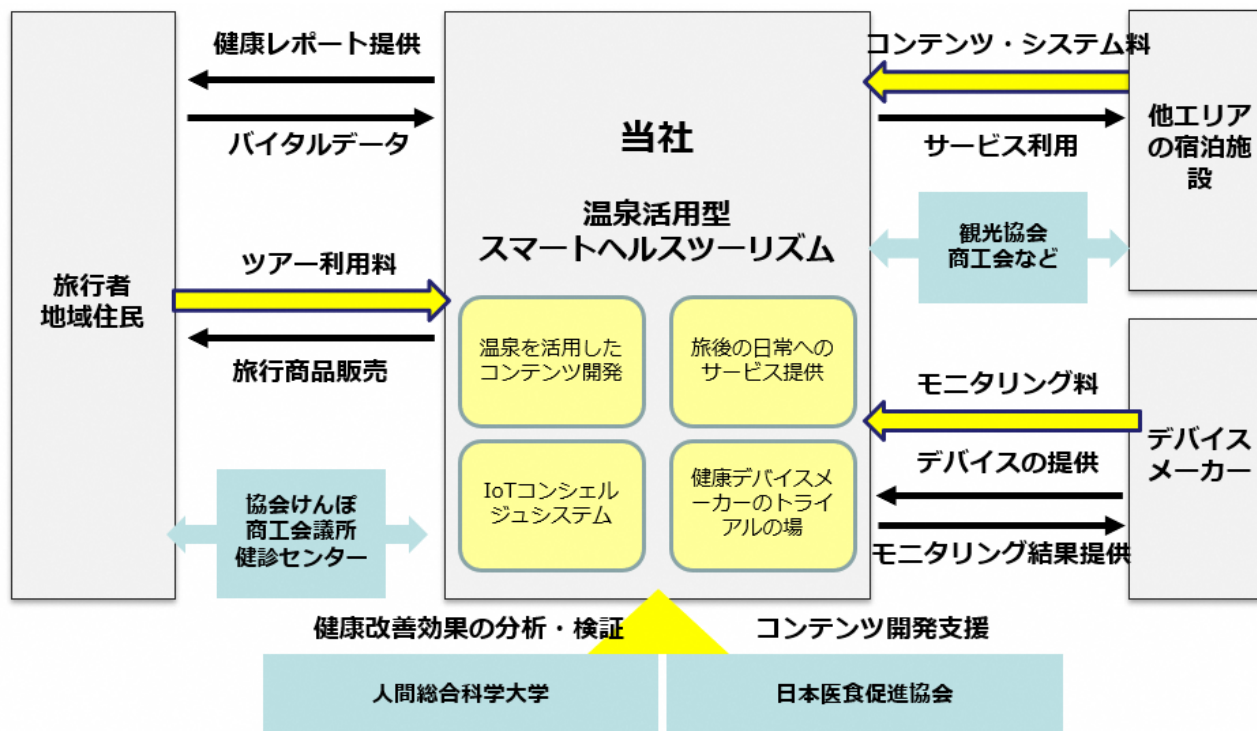 健康レポート提供
バイタルデータ
ツアー利用料
旅行商品販売
旅行者
地域住民
協会けんぽ
商工会議所
健診センター
当社
温泉活用型
スマートヘルスツーリズム
温泉を活用した
コンテンツ開発
旅後の日常への
サービス提供
IoTコンシェル
ジュシステム
健康デバイスメ
ーカーのトライ
アルの場
コンテンツ・システム料
サービス利用
他エリア
の宿泊施
設
観光協会
商工会など
モニタリング料
デバイスの提供
モニタリング結果提供
デバイス
メーカー
健康改善効果の分析・検証
コンテンツ開発支援
人間総合科学大学
日本医食促進協会